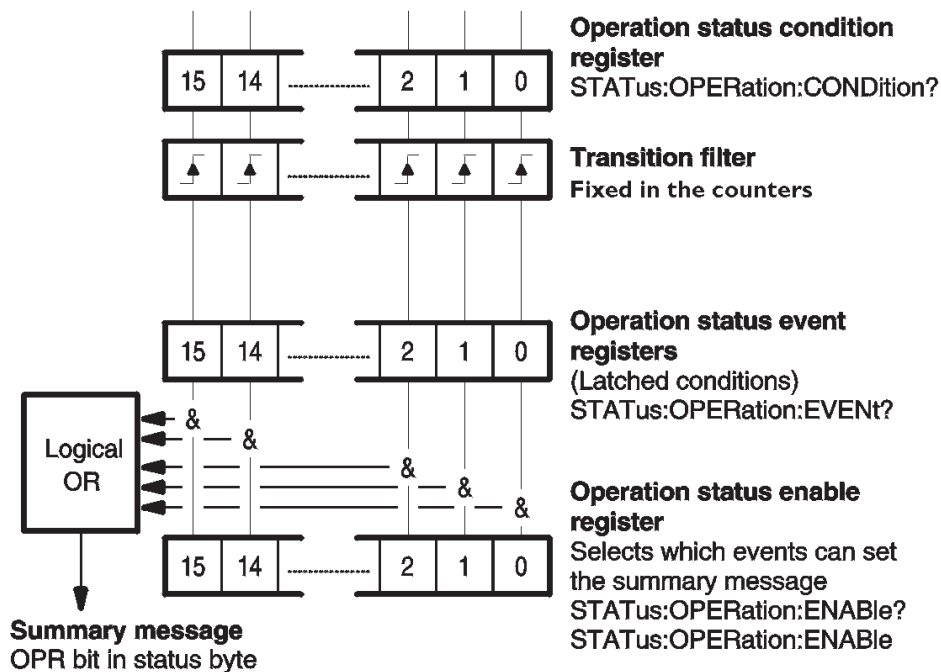 Operation status condition
register
STATus:OPERation:CONDition?
15 14 2 1 0
Transition filter
Fixed in the counters
Operation status event
registers
(Latched conditions)
STATus:OPERation:EVENt?
15 14 2 1 0
&
&
&
&
&
Logical
OR
Operation status enable
register
Selects which events can set
the summary message
STATus:OPERation:ENABle?
STATus:OPERation:ENABle
15 14 2 1 0
Summary message
OPR bit in status byte